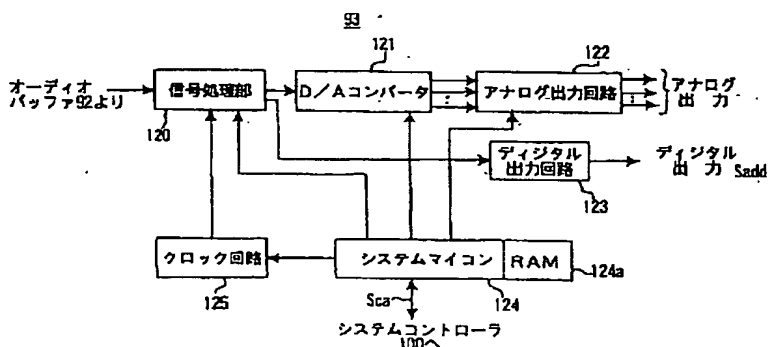 93
121
122
オーディオ
バッファ92より
信号処理部
D/Aコンバータ
アナログ出力回路
アナログ
出力
120
ディジタル
出力回路
ディジタル
出力 Sadd
123
クロック回路
システムマイコン
RAM
125
124
124a
Sca
システムコントローラ
100へ